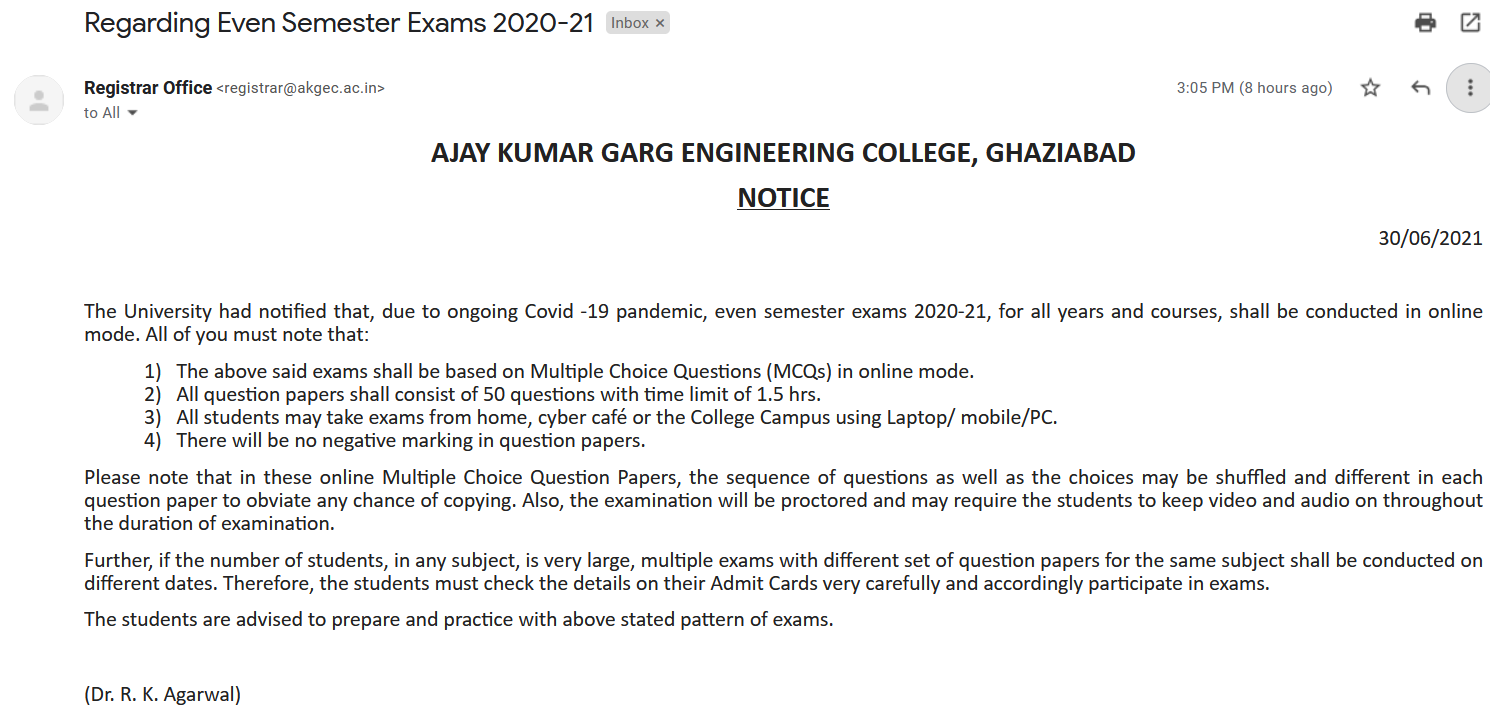 Regarding Even Semester Exams 2020-21 Inbox ×
Registrar Office <registrar@akgec.ac.in> 3:05 PM (8 hours ago)
to All
AJAY KUMAR GARG ENGINEERING COLLEGE, GHAZIABAD
NOTICE
30/06/2021
The University had notified that, due to ongoing Covid -19 pandemic, even semester exams 2020-21, for all years and courses, shall be conducted in online
mode. All of you must note that:
1) The above said exams shall be based on Multiple Choice Questions (MCQs) in online mode.
2) All question papers shall consist of 50 questions with time limit of 1.5 hrs.
3) All students may take exams from home, cyber café or the College Campus using Laptop/ mobile/PC.
4) There will be no negative marking in question papers.
Please note that in these online Multiple Choice Question Papers, the sequence of questions as well as the choices may be shuffled and different in each
question paper to obviate any chance of copying. Also, the examination will be proctored and may require the students to keep video and audio on throughout
the duration of examination.
Further, if the number of students, in any subject, is very large, multiple exams with different set of question papers for the same subject shall be conducted on
different dates. Therefore, the students must check the details on their Admit Cards very carefully and accordingly participate in exams.
The students are advised to prepare and practice with above stated pattern of exams.
(Dr. R. K. Agarwal)